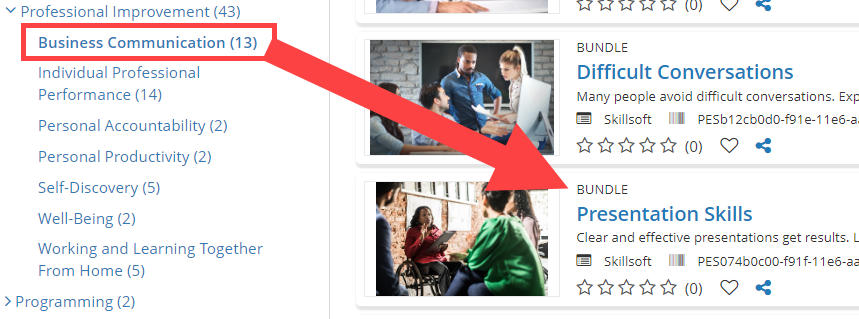 Professional Improvement (43)
Business Communication (13)
Individual Professional
Performance (14)
Personal Accountability (2)
Personal Productivity (2)
Self-Discovery (5)
Well-Being (2)
Working and Learning Together
From Home (5)
Programming (2)
(0)
BUNDLE
Difficult Conversations
Many people avoid difficult conversations. Exp
Skillsoft PESb12cb0d0-f91e-11e6-aa
(0)
BUNDLE
Presentation Skills
Clear and effective presentations get results. L
Skillsoft PES074b0c00-f91f-11e6-aa
(0)